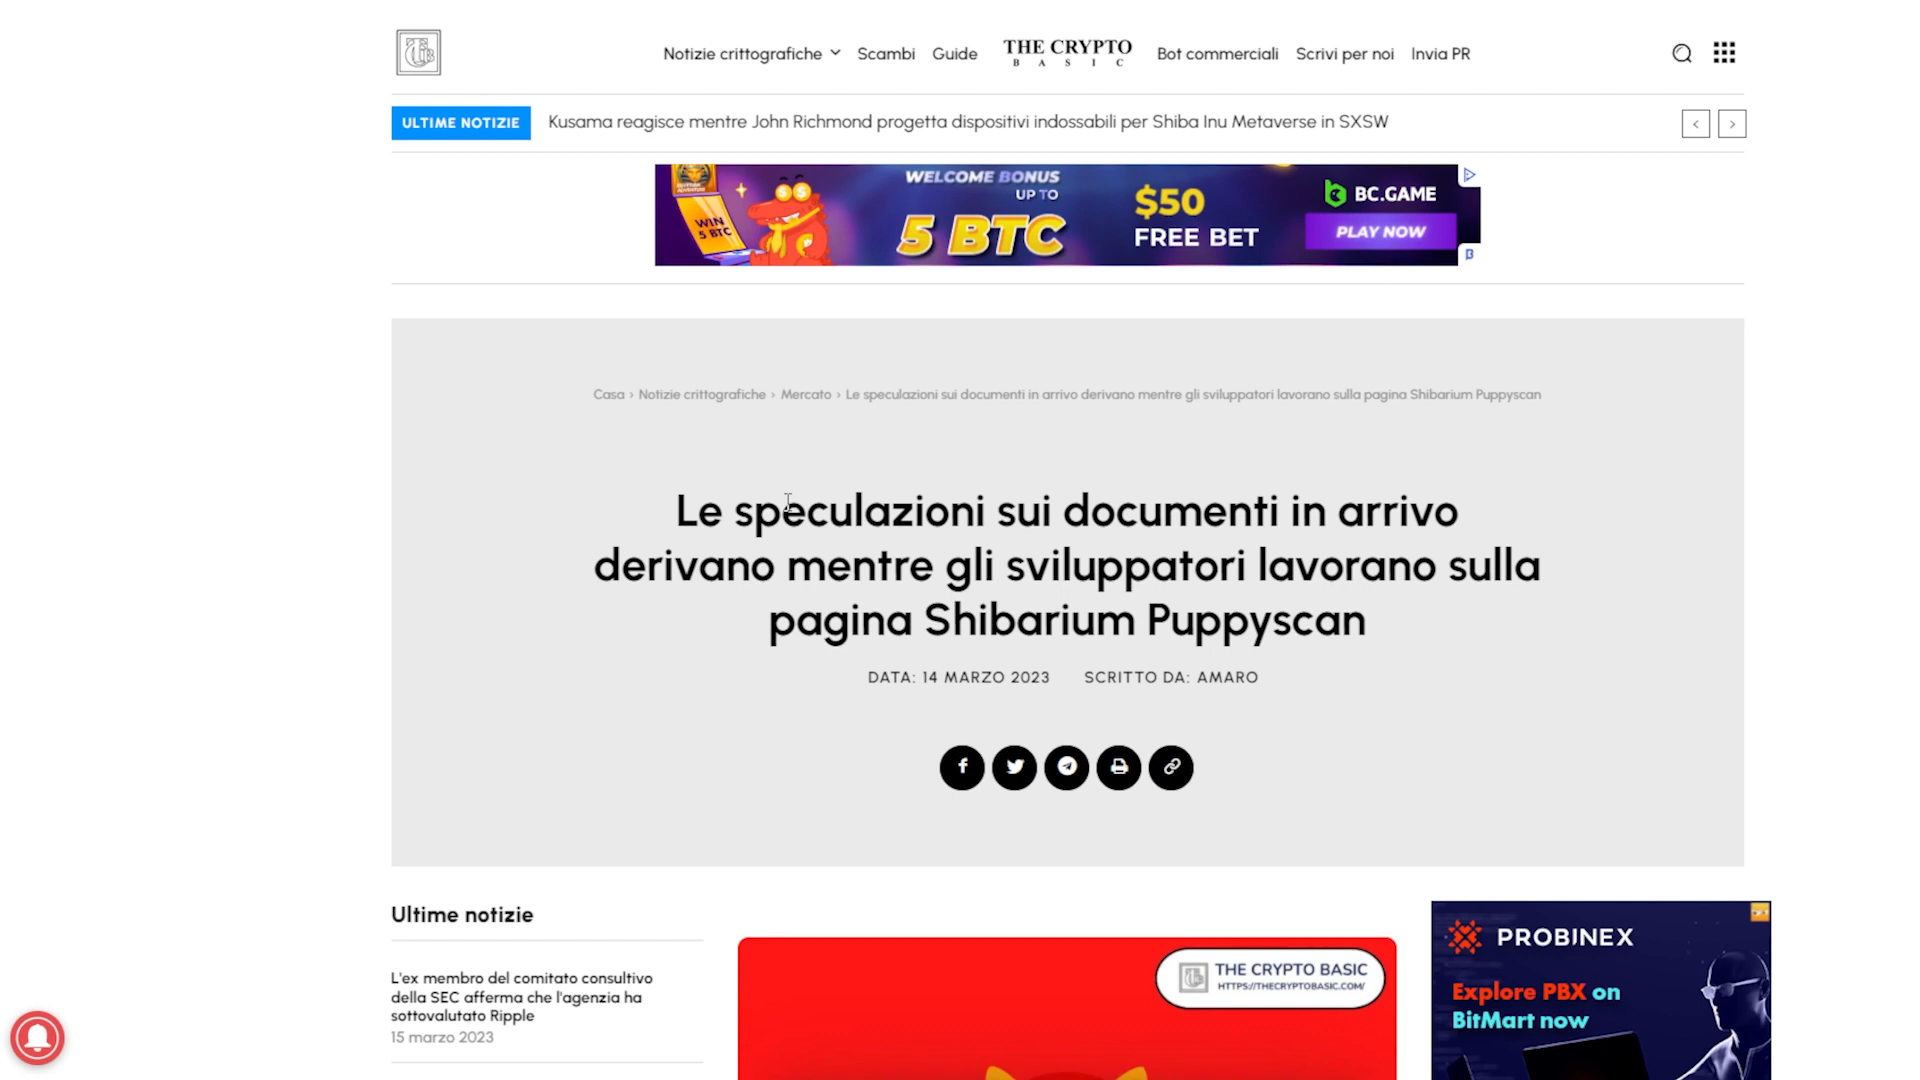 Notizie crittografiche Scambi Guide THE CRYPTO BASIC Bot commerciali Scrivi per noi Invia PR
ULTIME NOTIZIE Kusama reagisce mentre John Richmond progetta dispositivi indossabili per Shiba Inu Metaverse in SXSW
WIN 5 BTC
WELCOME BONUS
UP TO
5 BTC
$50
FREE BET
BC.GAME
PLAY NOW
Casa › Notizie crittografiche › Mercato › Le speculazioni sui documenti in arrivo derivano mentre gli sviluppatori lavorano sulla pagina Shibarium Puppyscan
Le speculazioni sui documenti in arrivo
derivano mentre gli sviluppatori lavorano sulla
pagina Shibarium Puppyscan
DATA: 14 MARZO 2023 SCRITTO DA: AMARO
Ultime notizie
L'ex membro del comitato consultivo
della SEC afferma che l'agenzia ha
sottovalutato Ripple
15 marzo 2023
THE CRYPTO BASIC
HTTPS://THECRYPTOBASIC.COM/
PROBINEX
Explore PBX on
BitMart now